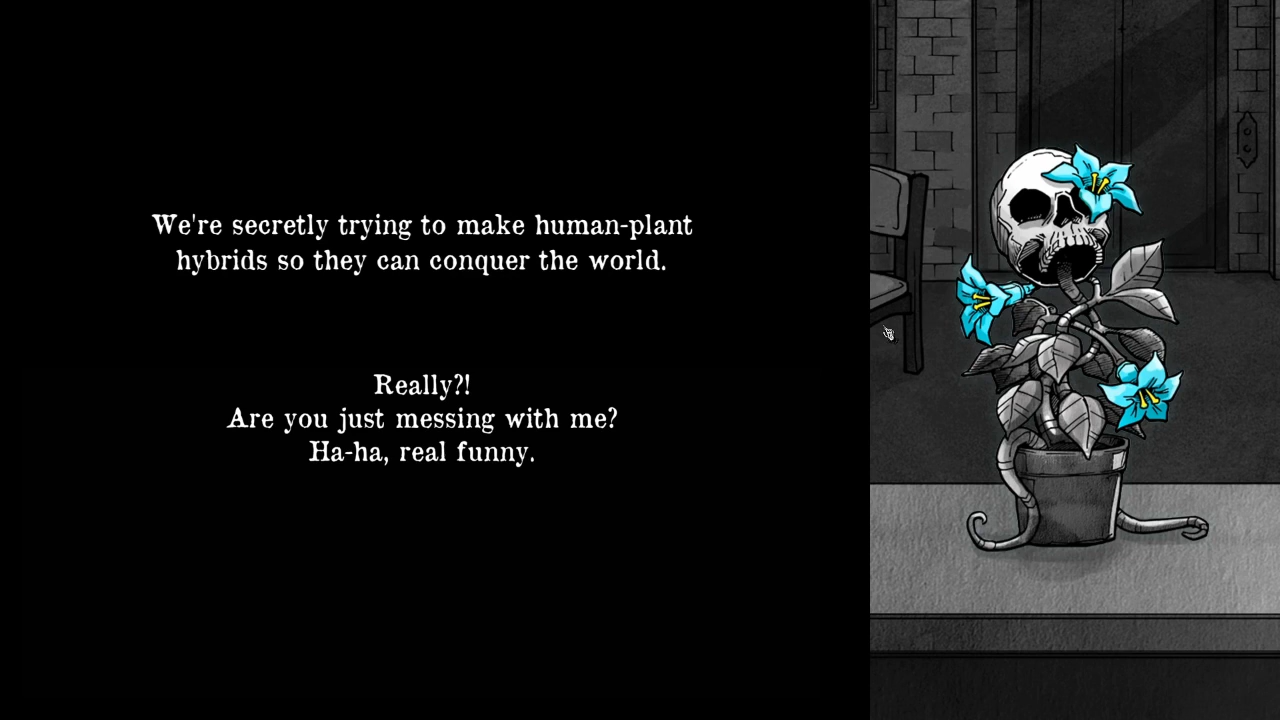 We're secretly trying to make human-plant
hybrids so they can conquer the world.
Really?!
Are you just messing with me?
Ha-ha, real funny.